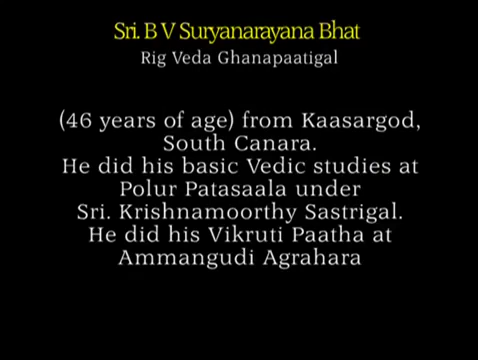 Sri. B V Suryanarayana Bhat
Rig Veda Ghanapaatigal
(46 years of age) from Kaasargod,
South Canara.
He did his basic Vedic studies at
Polur Patasaala under
Sri. Krishnamoorthy Sastrigal.
He did his Vikruti Paatha at
Ammangudi Agrahara